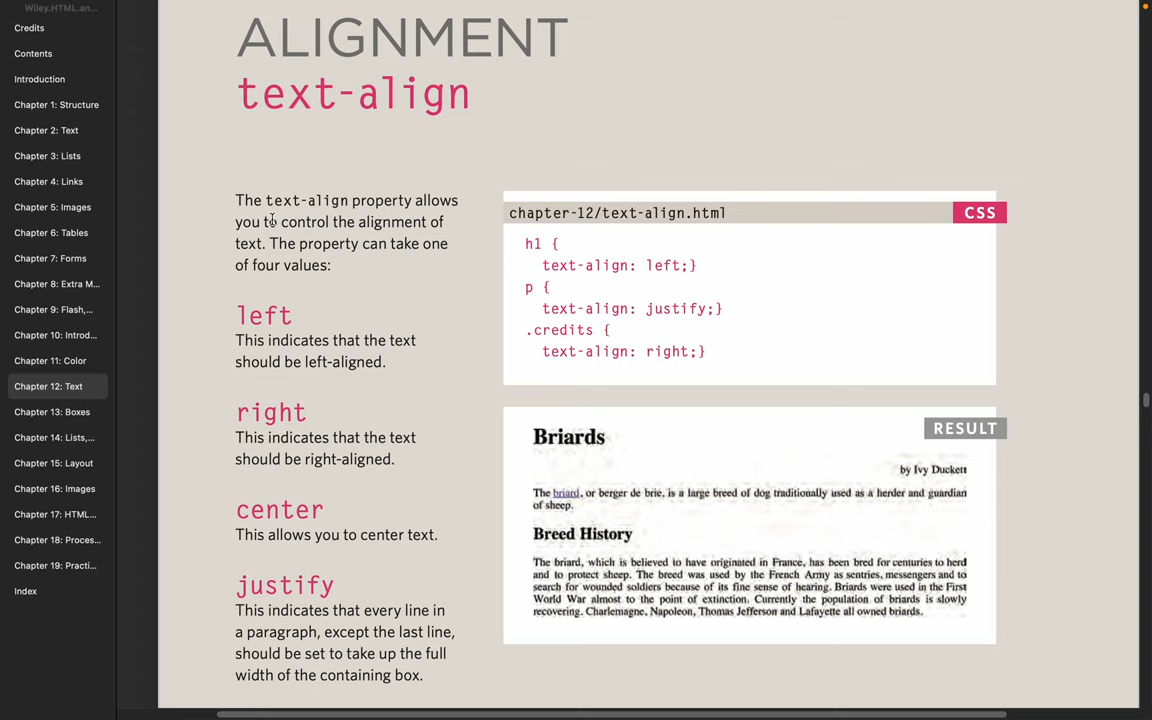 Wiley.HTML.an...
Credits
Contents
Introduction
Chapter 1: Structure
Chapter 2: Text
Chapter 3: Lists
Chapter 4: Links
Chapter 5: Images
Chapter 6: Tables
Chapter 7: Forms
Chapter 8: Extra M...
Chapter 9: Flash,...
Chapter 10: Introd...
Chapter 11: Color
Chapter 12: Text
Chapter 13: Boxes
Chapter 14: Lists,...
Chapter 15: Layout
Chapter 16: Images
Chapter 17: HTML...
Chapter 18: Proces...
Chapter 19: Practi...
Index
ALIGNMENT
text-align
The text-align property allows
you to control the alignment of
text. The property can take one
of four values:
left
This indicates that the text
should be left-aligned.
right
This indicates that the text
should be right-aligned.
center
This allows you to center text.
justify
This indicates that every line in
a paragraph, except the last line,
should be set to take up the full
width of the containing box.
chapter-12/text-align.html
CSS
h1 {
text-align: left;}
p {
text-align: justify;}
.credits {
text-align: right;}
RESULT
Briards
by Ivy Duckett
The briard, or berger de brie, is a large breed of dog traditionally used as a herder and guardian
of sheep.
Breed History
The briard, which is believed to have originated in France, has been bred for centuries to herd
and to protect sheep. The breed was used by the French Army as sentries, messengers and to
search for wounded soldiers because of its fine sense of hearing. Briards were used in the First
World War almost to the point of extinction. Currently the population of briards is slowly
recovering. Charlemagne, Napoleon, Thomas Jefferson and Lafayette all owned briards.